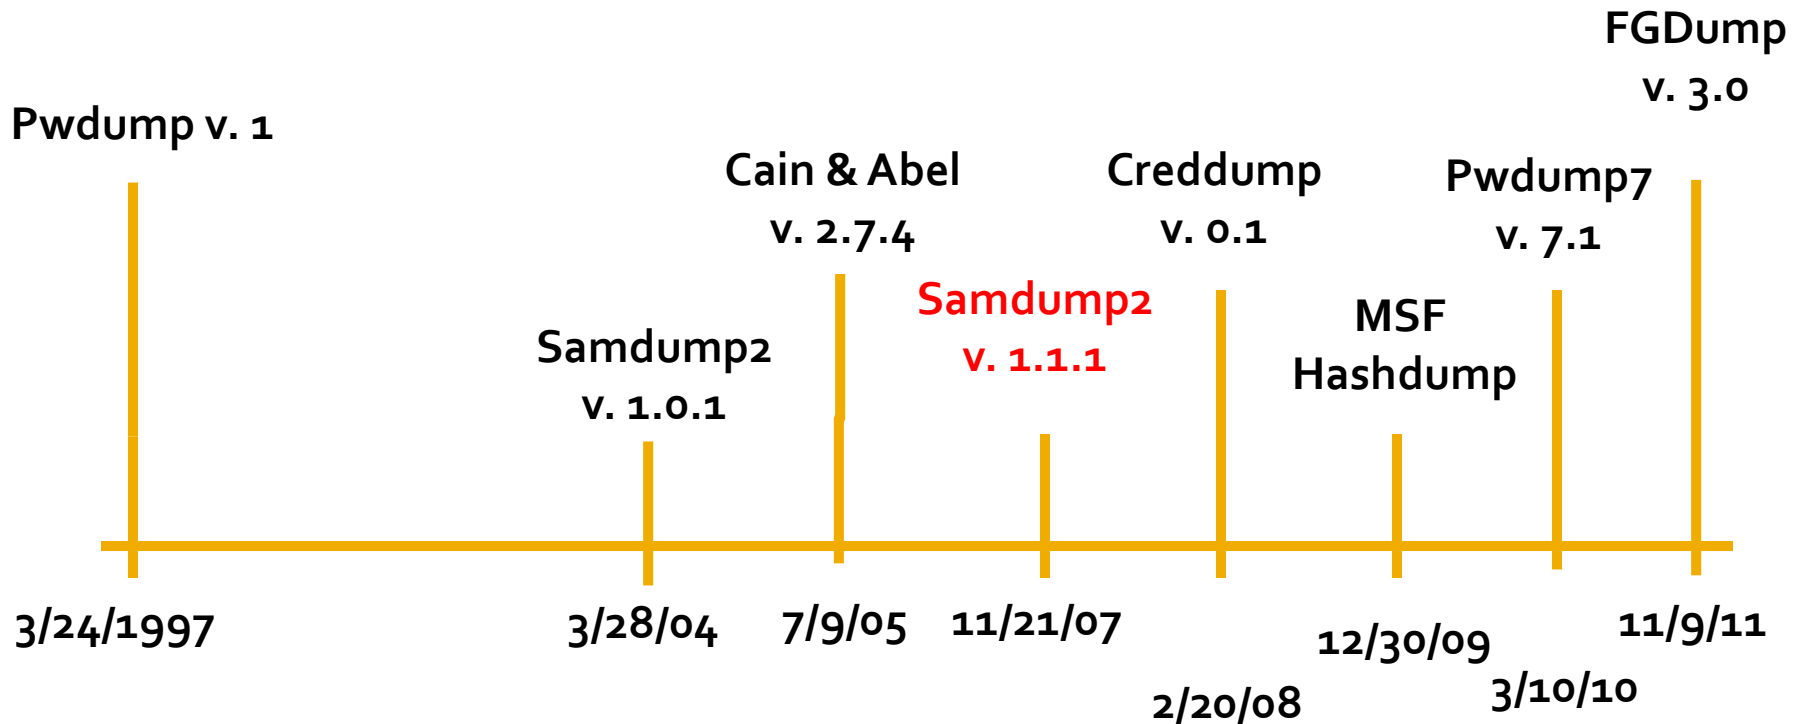 FGDump
v. 3.0
Pwdump v. 1
Cain & Abel
v. 2.7.4
Creddump
v. 0.1
Pwdump7
v. 7.1
Samdump2
v. 1.1.1
MSF
Hashdump
Samdump2
v. 1.0.1
3/24/1997
3/28/04
7/9/05
11/21/07
2/20/08
12/30/09
3/10/10
11/9/11